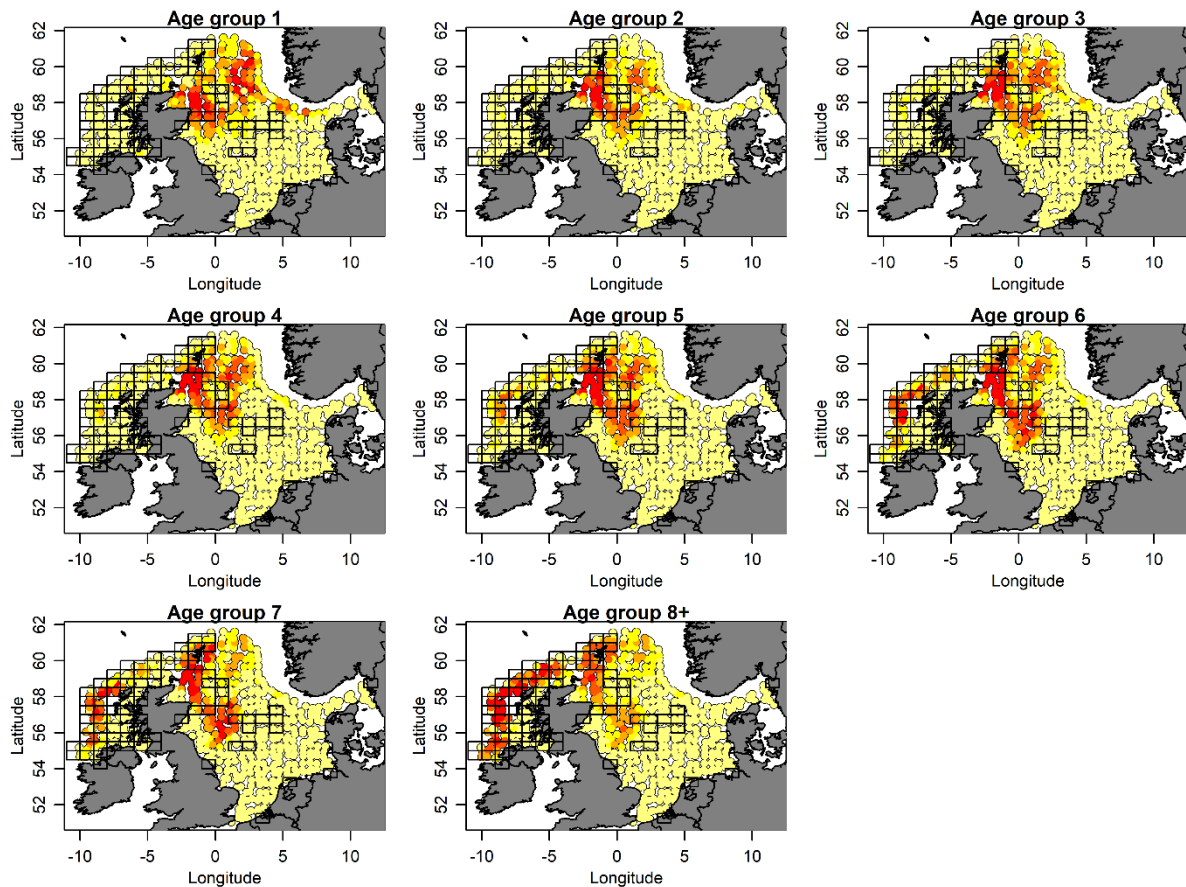 Age group 1
Age group 2
Age group 3
Latitude
52 54 56 58 60 62
-10 -5 0 5 10
Longitude
Latitude
52 54 56 58 60 62
-10 -5 0 5 10
Longitude
Latitude
52 54 56 58 60 62
-10 -5 0 5 10
Longitude
Age group 4
Age group 5
Age group 6
Latitude
52 54 56 58 60 62
-10 -5 0 5 10
Longitude
Latitude
52 54 56 58 60 62
-10 -5 0 5 10
Longitude
Latitude
52 54 56 58 60 62
-10 -5 0 5 10
Longitude
Age group 7
Age group 8+
Latitude
52 54 56 58 60 62
-10 -5 0 5 10
Longitude
Latitude
52 54 56 58 60 62
-10 -5 0 5 10
Longitude